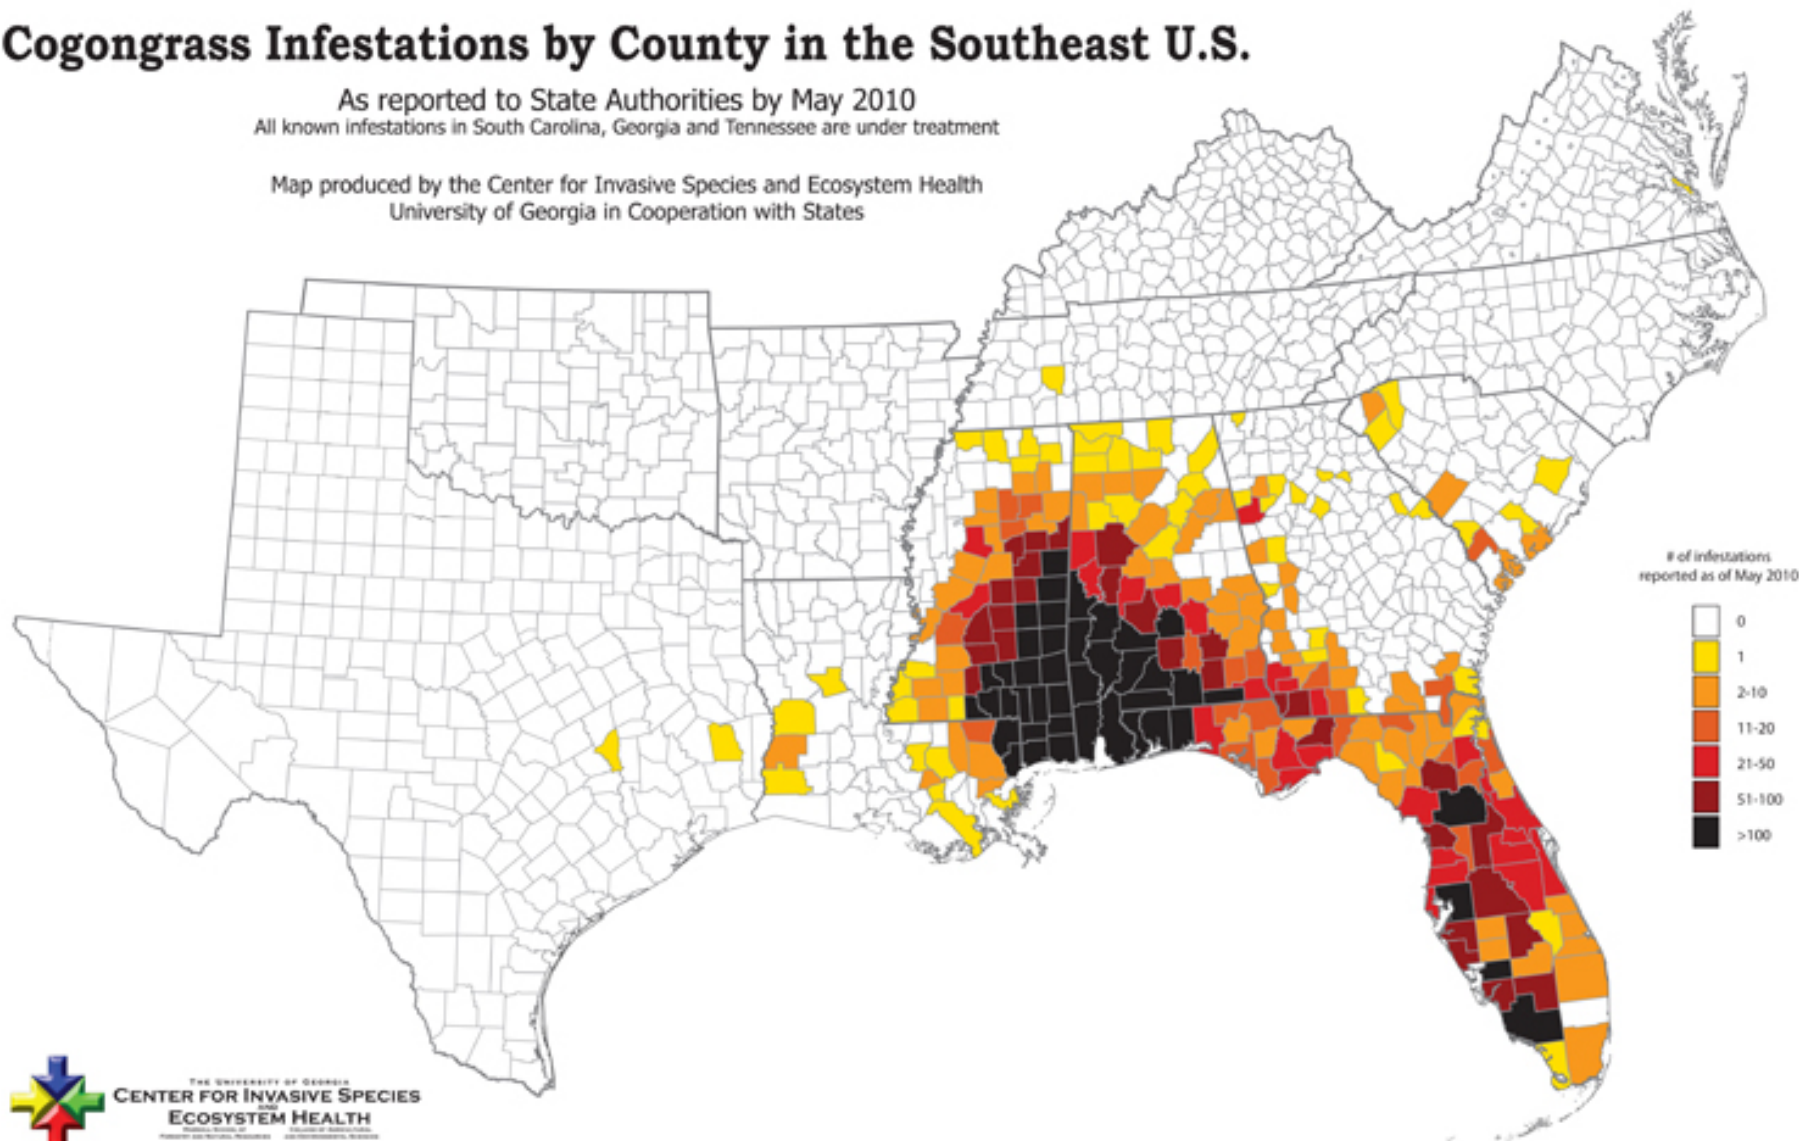 Cogongrass Infestations by County in the Southeast U.S.
As reported to State Authorities by May 2010
All known infestations in South Carolina, Georgia and Tennessee are under treatment
Map produced by the Center for Invasive Species and Ecosystem Health
University of Georgia in Cooperation with States
# of infestations
reported as of May 2010
0
1
2-10
11-20
21-50
51-100
>100
THE UNIVERSITY OF GEORGIA
CENTER FOR INVASIVE SPECIES
AND
ECOSYSTEM HEALTH